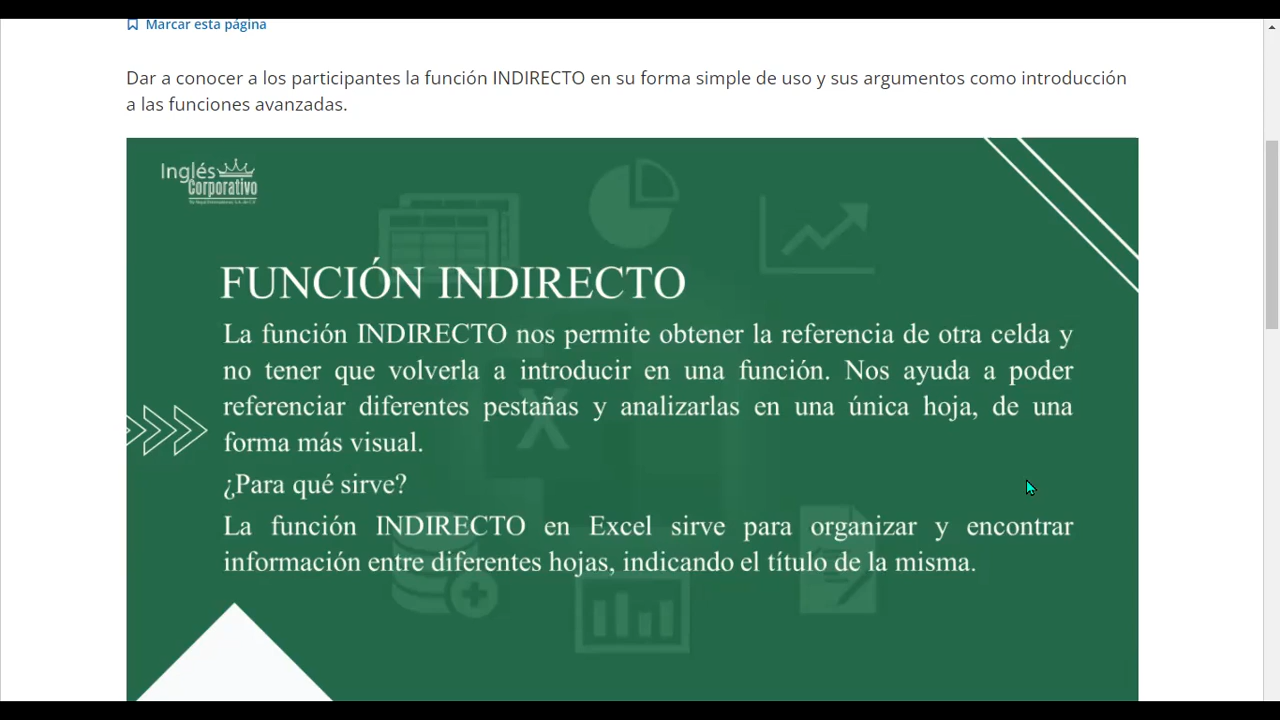 Marcar esta página
Dar a conocer a los participantes la función INDIRECTO en su forma simple de uso y sus argumentos como introducción
a las funciones avanzadas.
Inglés
Corporativo
FUNCIÓN INDIRECTO
La función INDIRECTO nos permite obtener la referencia de otra celda y
no tener que volverla a introducir en una función. Nos ayuda a poder
referenciar diferentes pestañas y analizarlas en una única hoja, de una
forma más visual.
¿Para qué sirve?
La función INDIRECTO en Excel sirve para organizar y encontrar
información entre diferentes hojas, indicando el título de la misma.